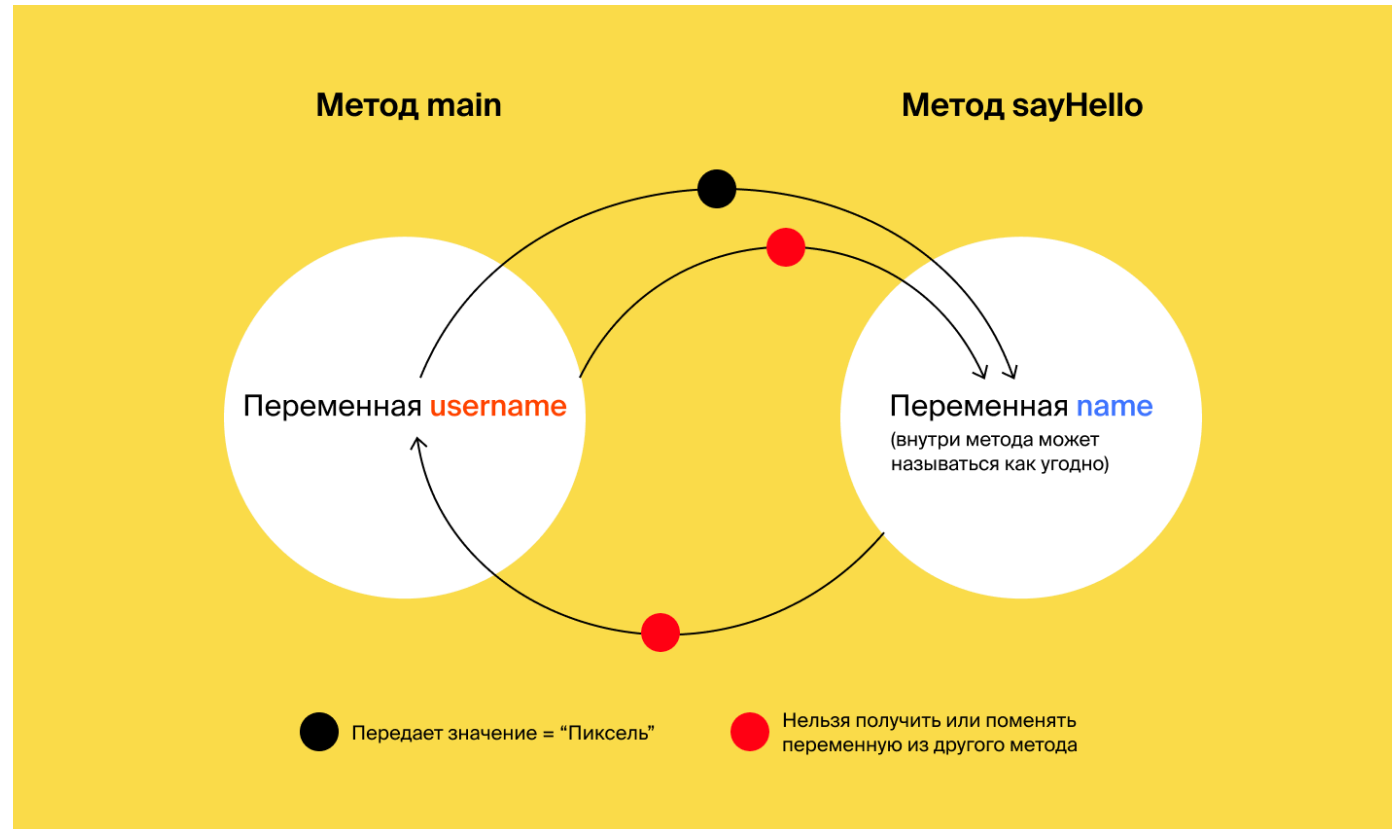 Метод main
Метод sayHello
Переменная username
Переменная name
(внутри метода может
называться как угодно)
Передает значение = “Пиксель”
Нельзя получить или поменять
переменную из другого метода